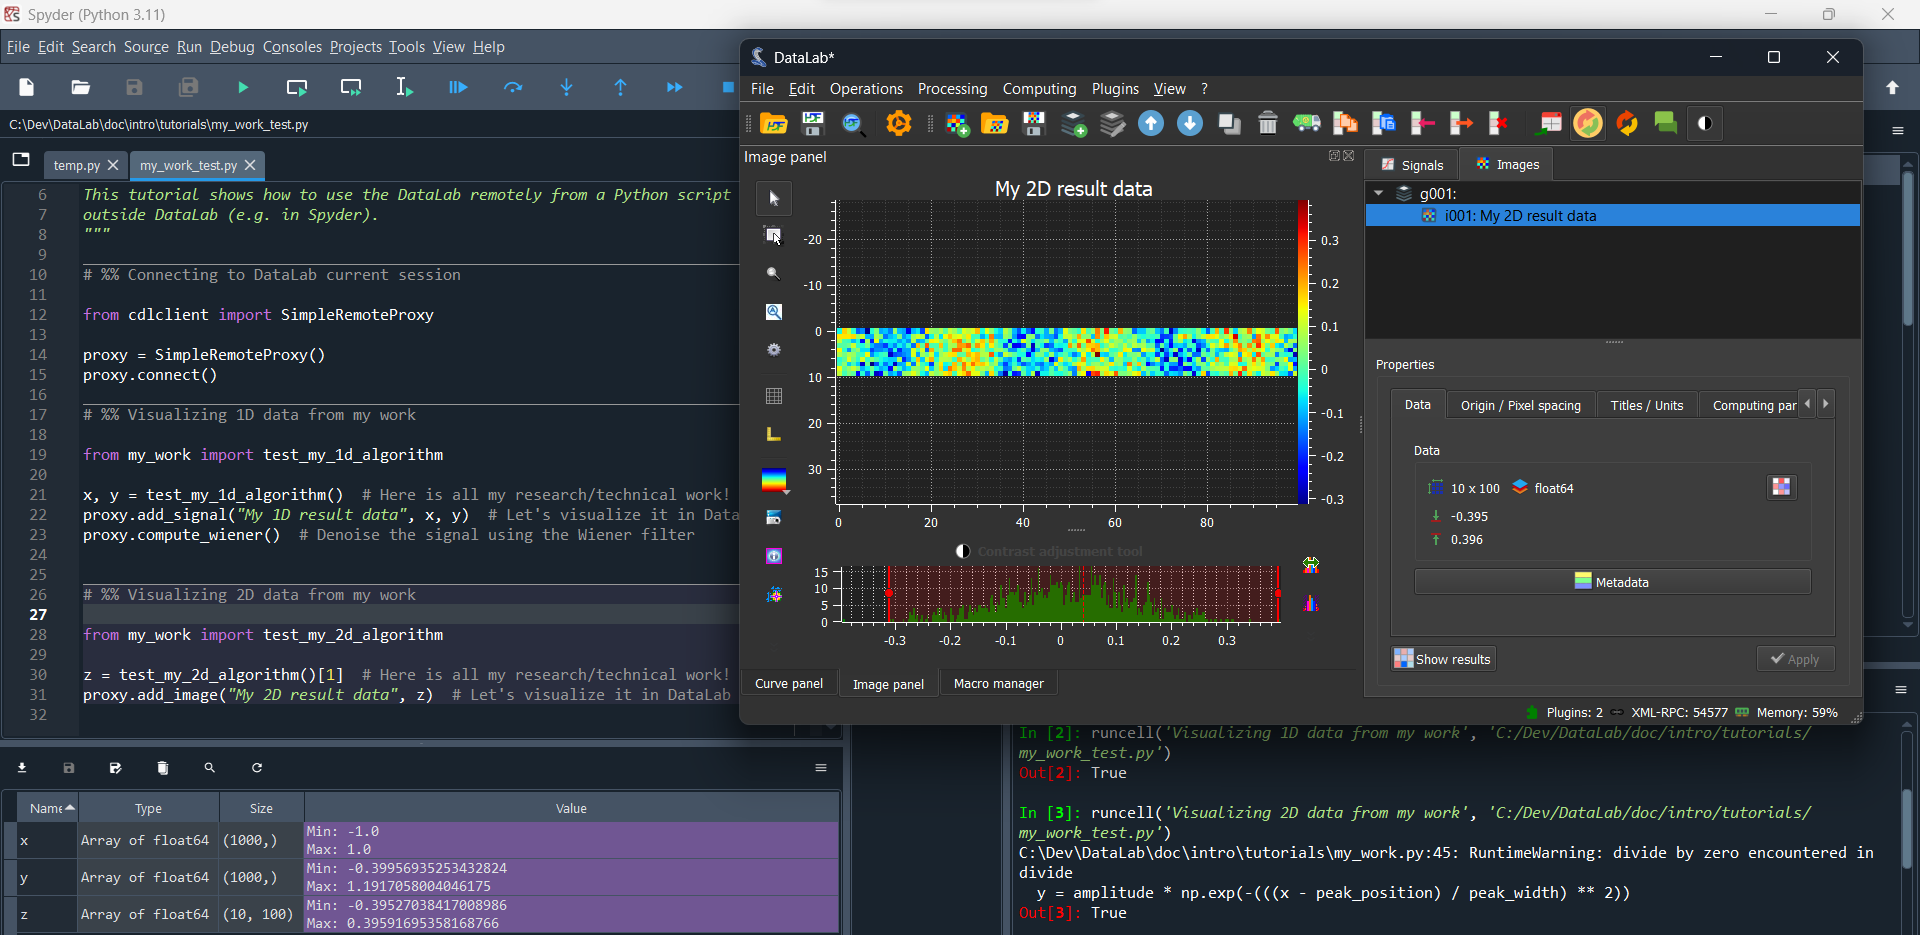 Spyder (Python 3.11)
File Edit Search Source Run Debug Consoles Projects Tools View Help
C:\Dev\DataLab\doc\intro\tutorials\my_work_test.py
temp.py
my_work_test.py
6 This tutorial shows how to use the DataLab remotely from a Python script
7 outside DataLab (e.g. in Spyder).
8 """
9
10 # %% Connecting to DataLab current session
11
12 from cdlclient import SimpleRemoteProxy
13
14 proxy = SimpleRemoteProxy()
15 proxy.connect()
16
17 # %% Visualizing 1D data from my work
18
19 from my_work import test_my_1d_algorithm
20
21 x, y = test_my_1d_algorithm()  # Here is all my research/technical work!
22 proxy.add_signal("My 1D result data", x, y)  # Let's visualize it in Data
23 proxy.compute_wiener()  # Denoise the signal using the Wiener filter
24
25
26 # %% Visualizing 2D data from my work
27
28 from my_work import test_my_2d_algorithm
29
30 z = test_my_2d_algorithm()[1]  # Here is all my research/technical work!
31 proxy.add_image("My 2D result data", z)  # Let's visualize it in DataLab
32
Name Type Size Value
x Array of float64 (1000,) Min: -1.0
Max: 1.0
y Array of float64 (1000,) Min: -0.39956935253432824
Max: 1.1917058004046175
z Array of float64 (10, 100) Min: -0.39527038417008986
Max: 0.39591695358168766
DataLab*
File Edit Operations Processing Computing Plugins View ?
Image panel
My 2D result data
-20
-10
0
10
20
30
0 20 40 60 80
0.3
0.2
0.1
0
-0.1
-0.2
-0.3
Contrast adjustment tool
15
10
5
0
-0.3 -0.2 -0.1 0 0.1 0.2 0.3
Curve panel Image panel Macro manager
Signals Images
g001:
i001: My 2D result data
Properties
Data Origin / Pixel spacing Titles / Units Computing par
Data
10 x 100 float64
-0.395
0.396
Metadata
Show results Apply
Plugins: 2 XML-RPC: 54577 Memory: 59%
In [2]: runcell('Visualizing 1D data from my work', 'C:/Dev/DataLab/doc/intro/tutorials/
my_work_test.py')
Out[2]: True
In [3]: runcell('Visualizing 2D data from my work', 'C:/Dev/DataLab/doc/intro/tutorials/
my_work_test.py')
C:\Dev\DataLab\doc\intro\tutorials\my_work.py:45: RuntimeWarning: divide by zero encountered in
divide
y = amplitude * np.exp(-(((x - peak_position) / peak_width) ** 2))
Out[3]: True